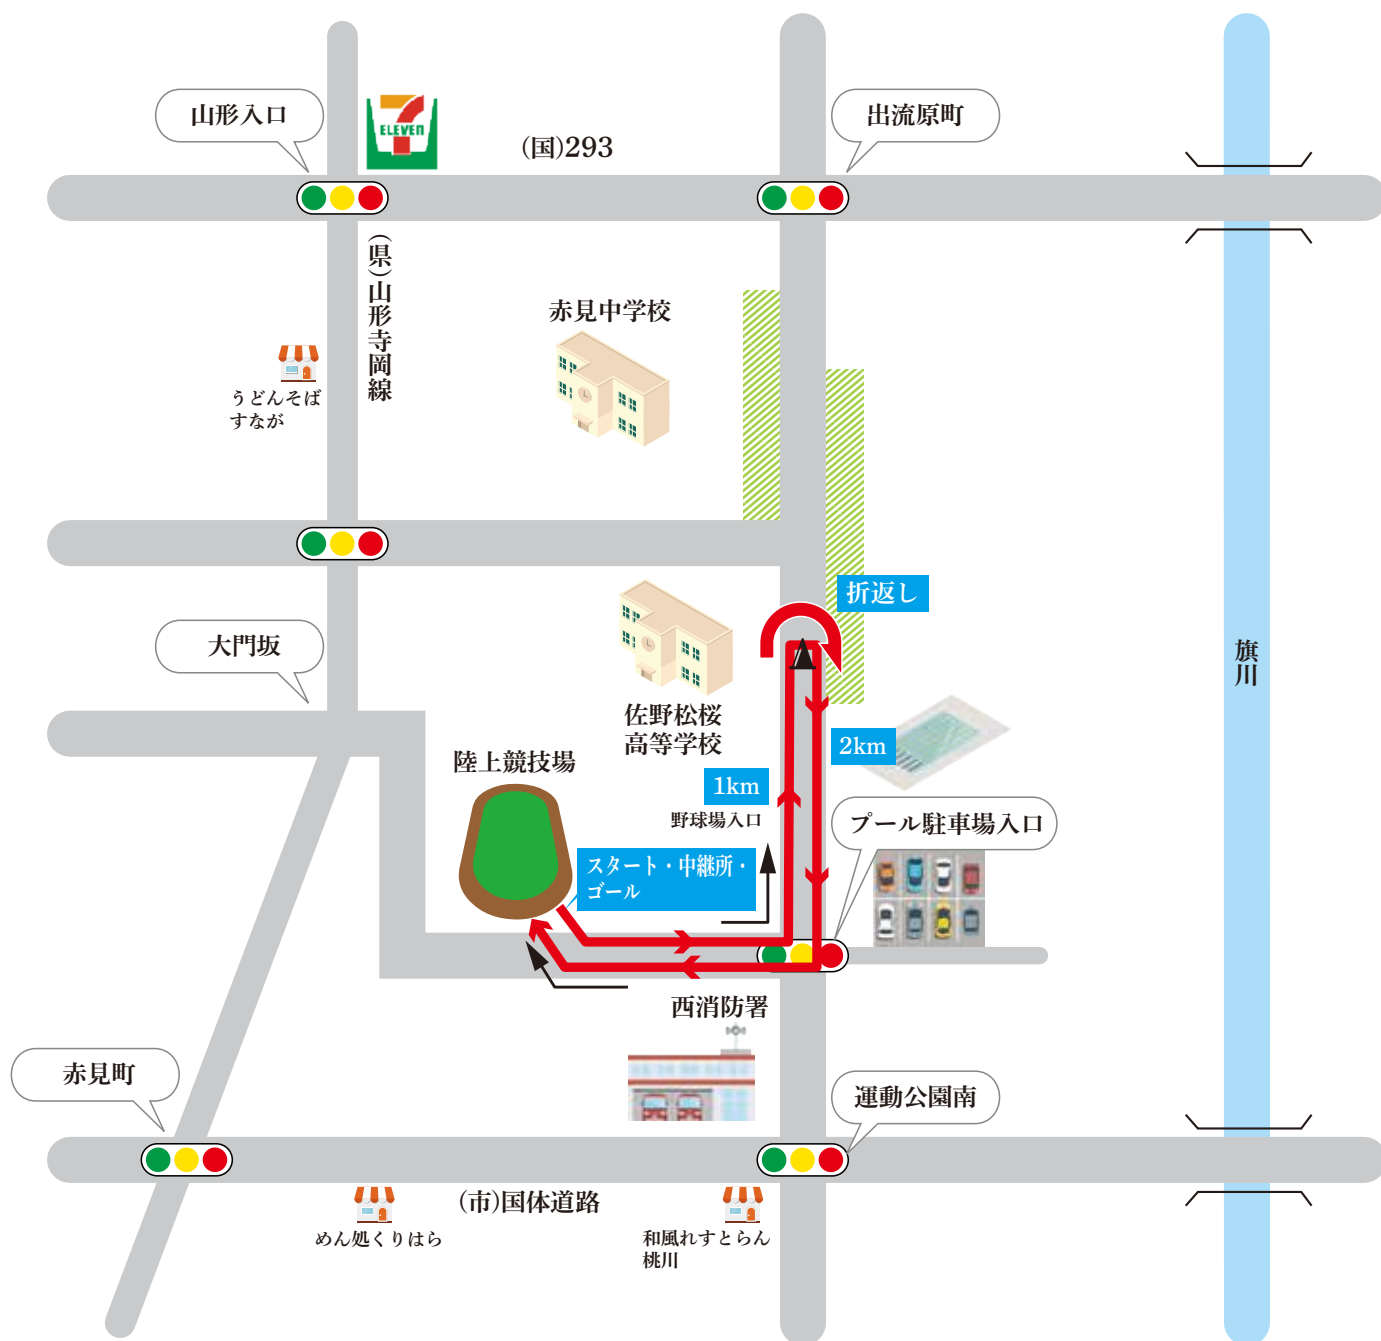 山形入口
ELEVEN
(国)293
出流原町
(県)山形寺岡線
赤見中学校
うどんそば
すなが
折返し
大門坂
旗川
佐野松桜
高等学校
2km
陸上競技場
1km
野球場入口
プール駐車場入口
スタート・中継所・
ゴール
西消防署
赤見町
運動公園南
(市)国体道路
めん処くりはら
和風れすとらん
桃川